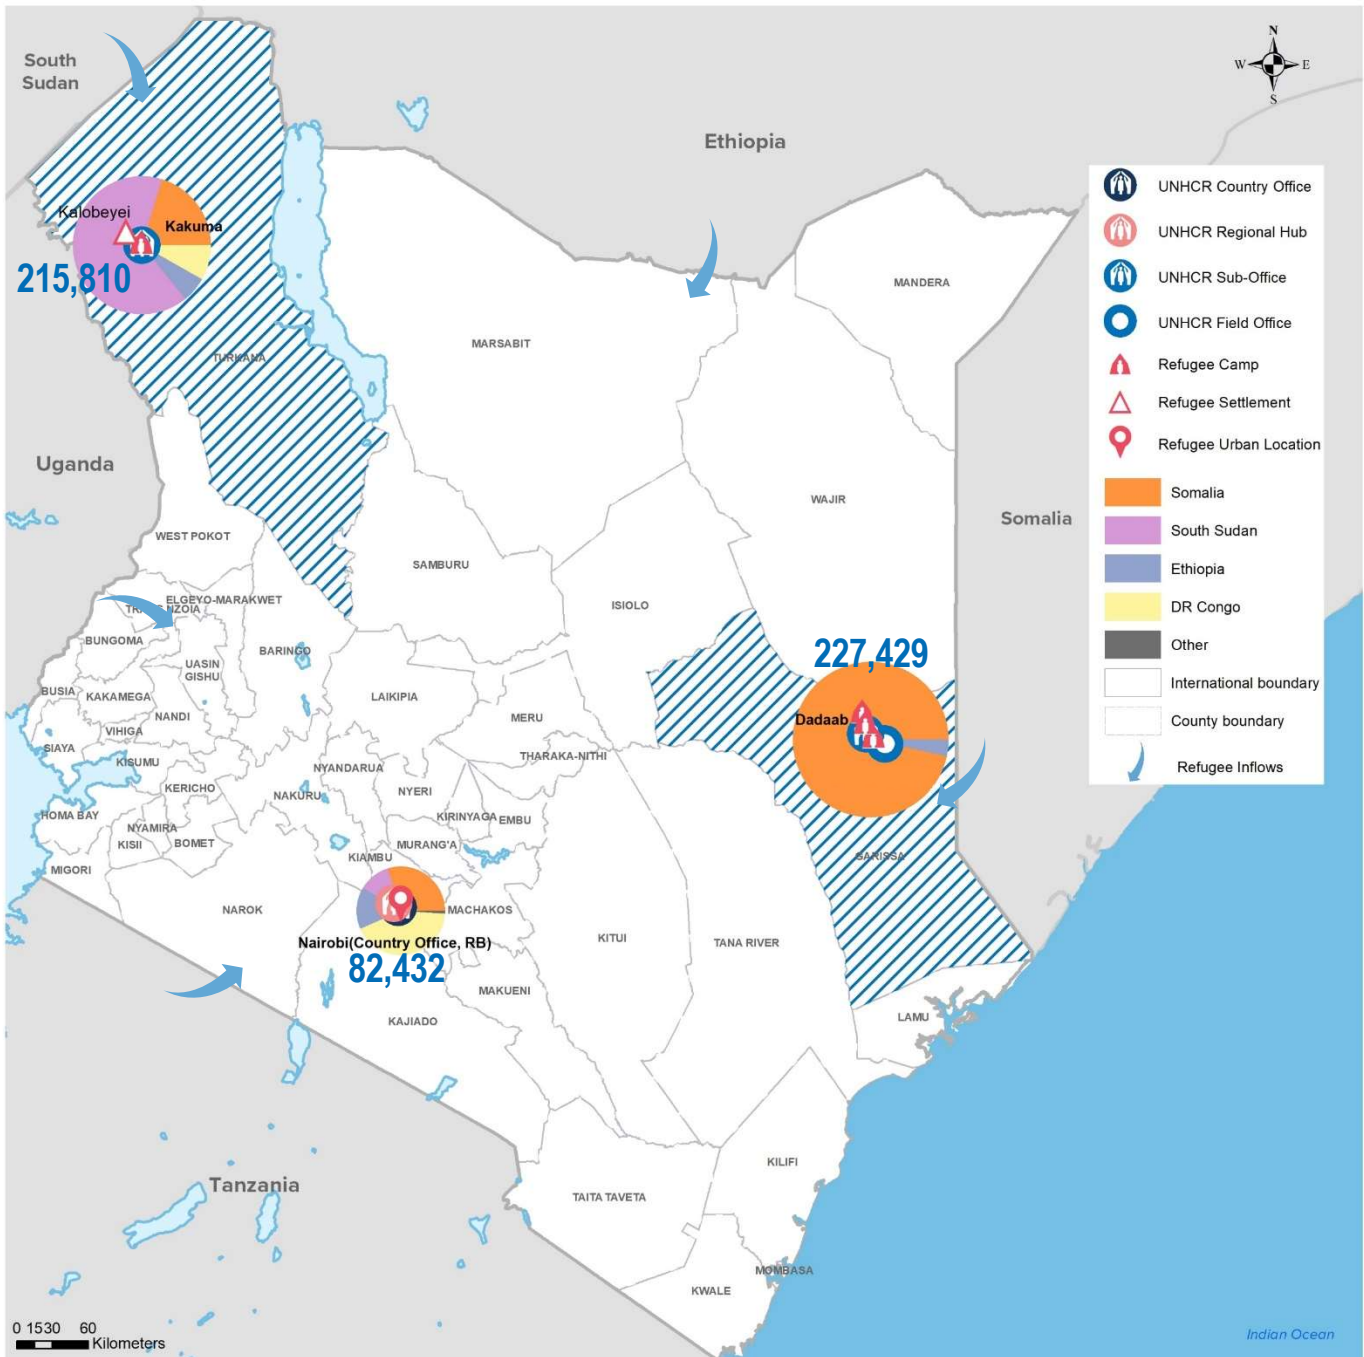 South
Sudan
N
W
E
S
Ethiopia
UNHCR Country Office
UNHCR Regional Hub
UNHCR Sub-Office
UNHCR Field Office
Refugee Camp
Refugee Settlement
Refugee Urban Location
Somalia
South Sudan
Ethiopia
DR Congo
Other
International boundary
County boundary
Refugee Inflows
Kalobeyei
Kakuma
215,810
MANDERA
MARSABIT
TURKANA
Uganda
WAJIR
Somalia
WEST POKOT
SAMBURU
ISIOLO
ELGEYO-MARAKWET
TRANS NZOIA
BUNGOMA
BARINGO
UASIN
GISHU
227,429
BUSIA
KAKAMEGA
LAIKIPIA
NANDI
MERU
Dadaab
VIHIGA
SIAYA
THARAKA-NITHI
KISUMU
NYANDARUA
KERICHO
NAKURU
NYERI
HOMA BAY
KIRINYAGA
EMBU
NYAMIRA
KISII
BOMET
MURANG'A
KIAMBU
GARISSA
MIGORI
NAROK
MACHAKOS
KITUI
TANA RIVER
Nairobi(Country Office, RB)
82,432
MAKUENI
KAJIADO
LAMU
KILIFI
Tanzania
TAITA TAVETA
MOMBASA
KWALE
0 1530 60
Kilometers
Indian Ocean